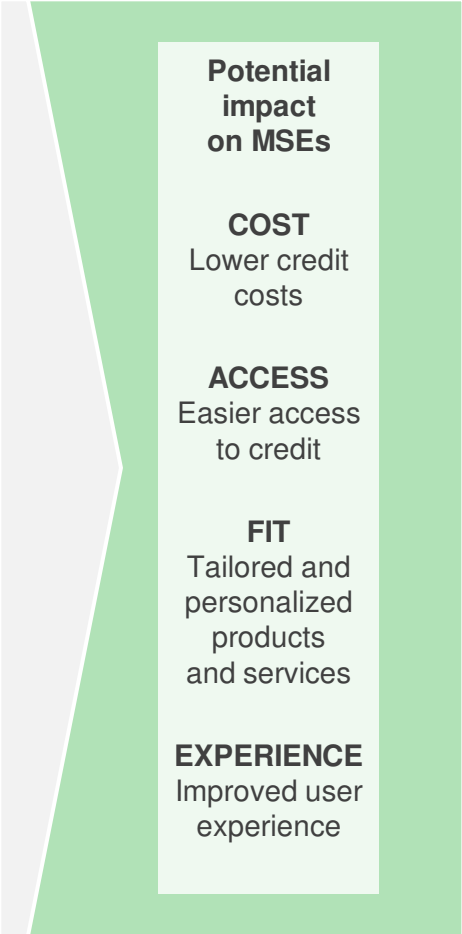 Potential
impact
on MSEs
COST
Lower credit
costs
ACCESS
Easier access
to credit
FIT
Tailored and
personalized
products
and services
EXPERIENCE
Improved user
experience